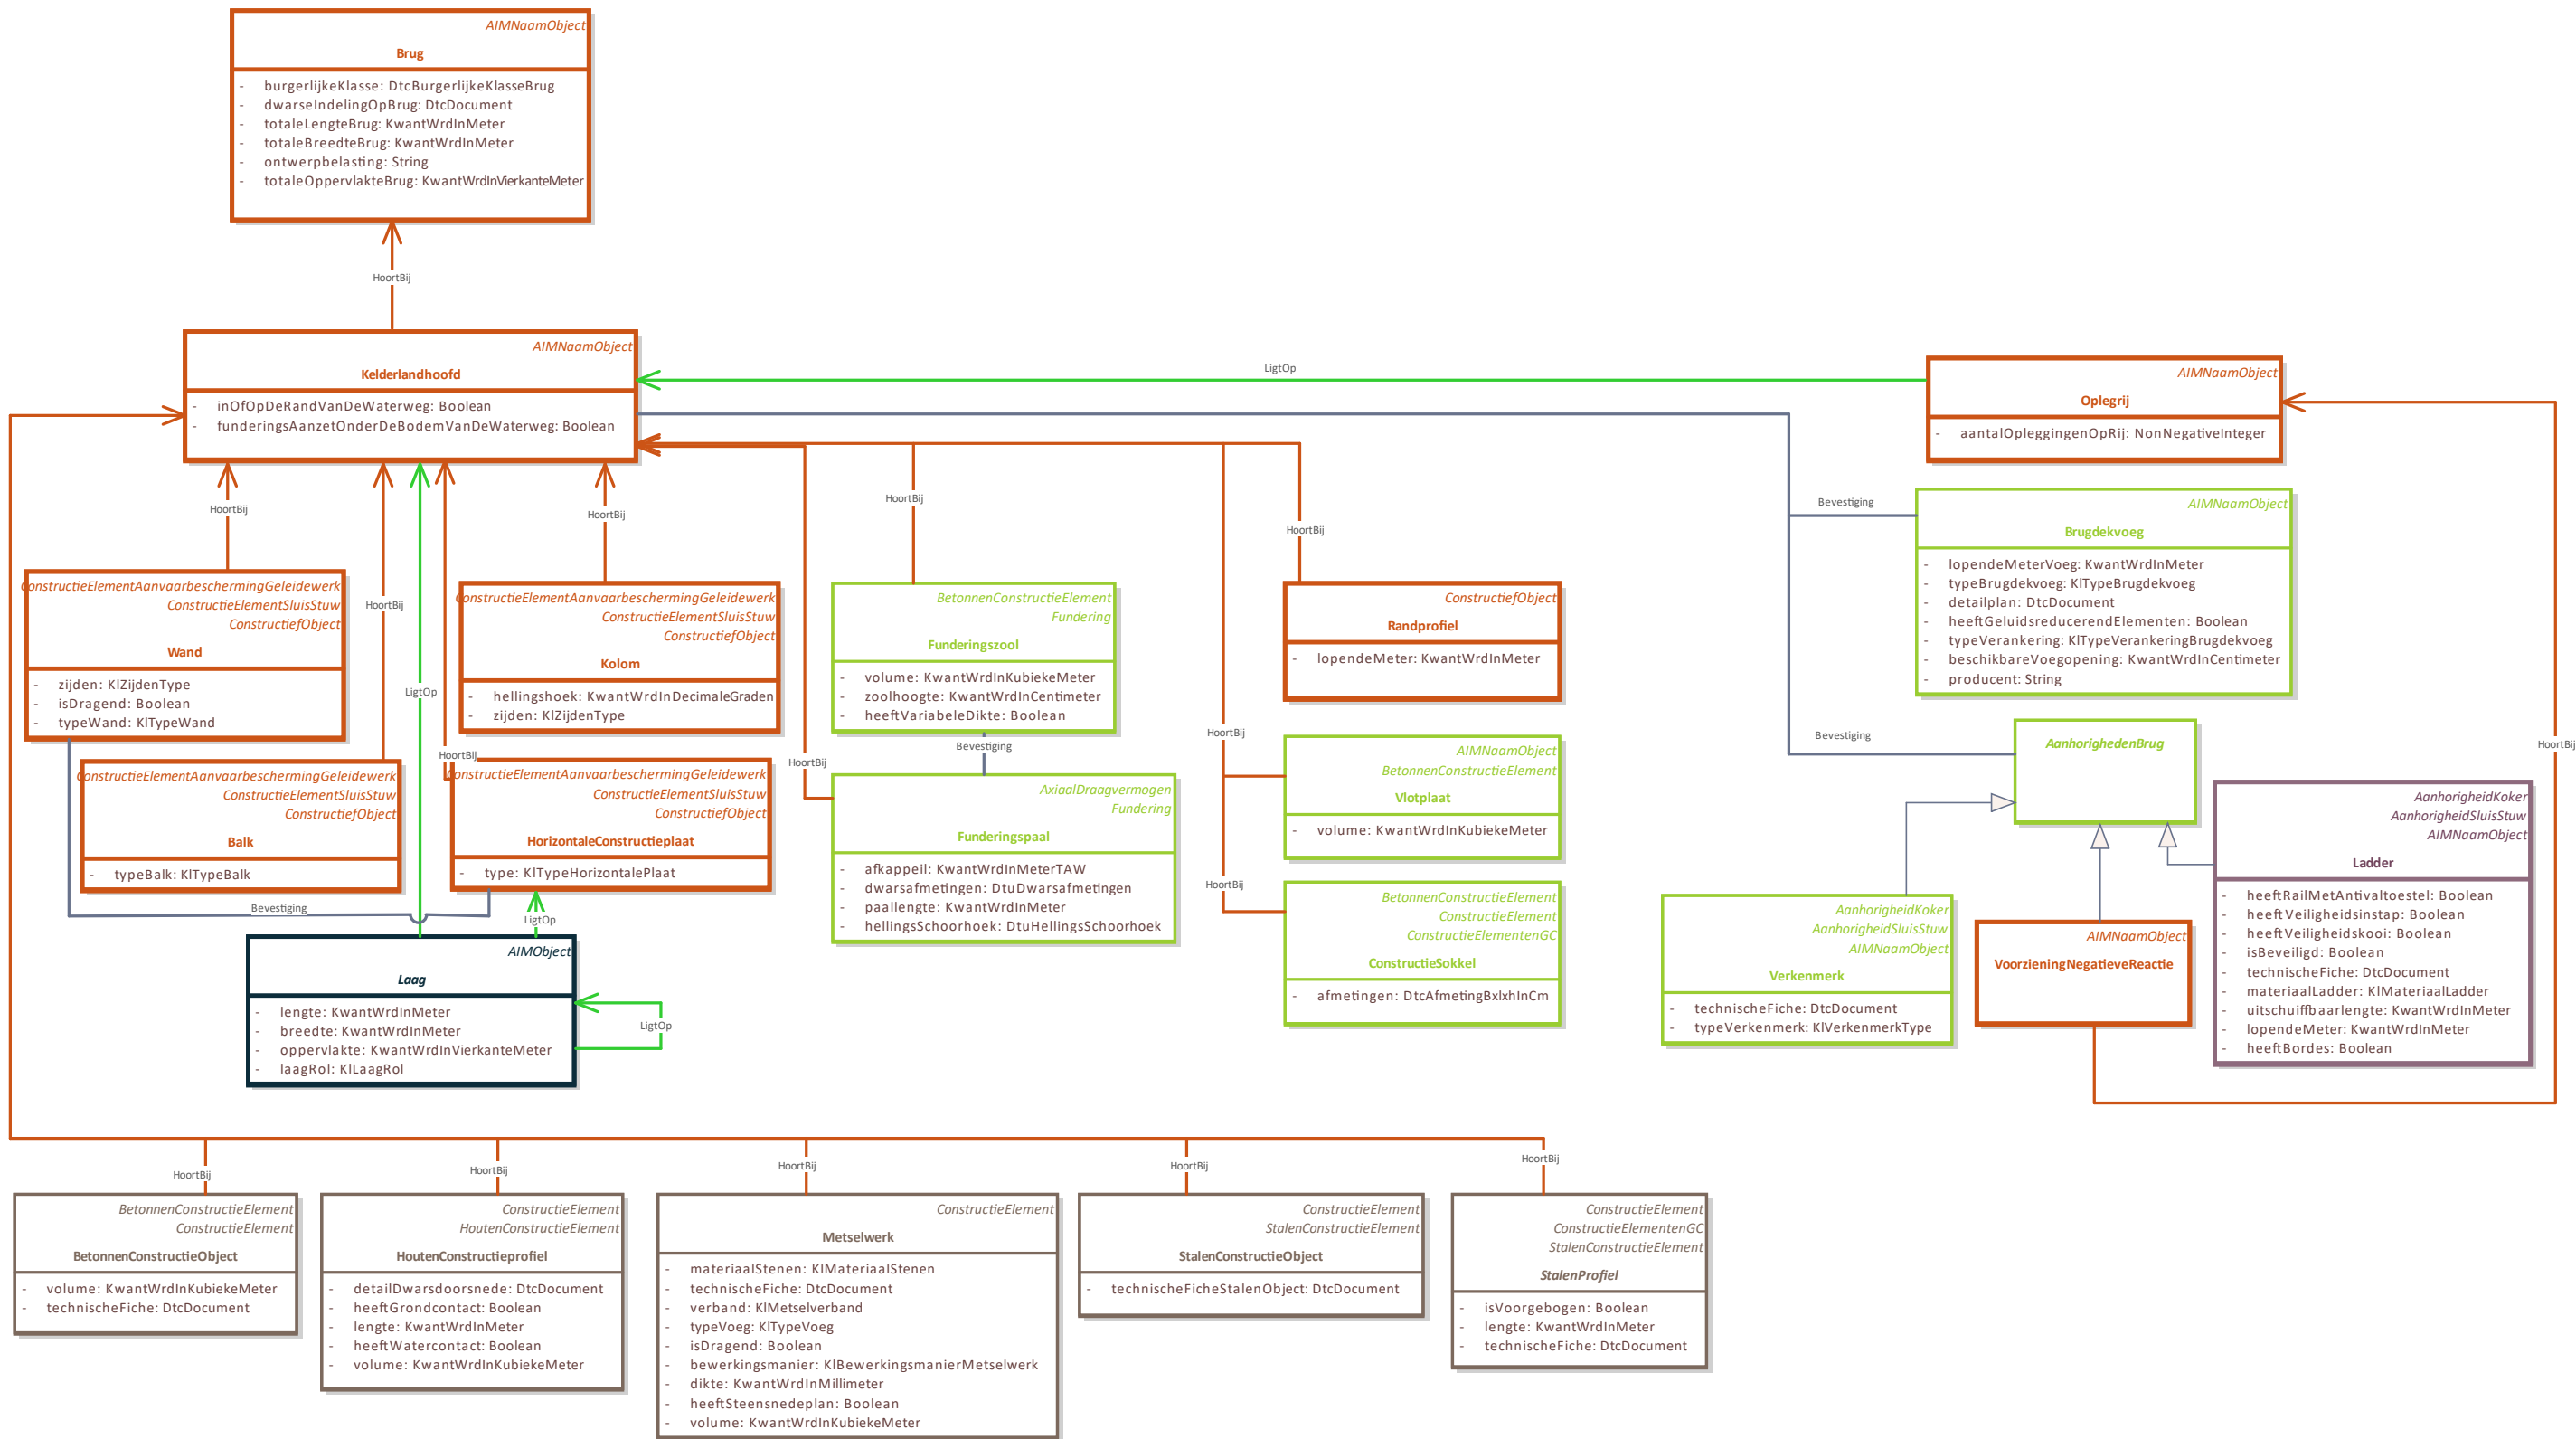 AIMNaamObject
Brug
- burgerlijkeKlasse: DtcBurgerlijkeKlasseBrug
- dwarseIndelingOpBrug: DtcDocument
- totaleLengteBrug: KwantWrdInMeter
- totaleBreedteBrug: KwantWrdInMeter
- ontwerpbelasting: String
- totaleOppervlakteBrug: KwantWrdInVierkanteMeter
HoortBij
AIMNaamObject
Kelderlandhoofd
- inOfOpDeRandVanDeWaterweg: Boolean
- funderingsAanzetOnderDeBodemVanDeWaterweg: Boolean
LigtOp
AIMNaamObject
Oplegrij
- aantalOpleggingenOpRij: NonNegativeInteger
HoortBij
HoortBij
HoortBij
LigtOp
HoortBij
HoortBij
HoortBij
HoortBij
HoortBij
HoortBij
HoortBij
Bevestiging
Bevestiging
HoortBij
ConstructieElementAanvaarbeschermingGeleidewerk
ConstructieElementSluisStuw
ConstructiefObject
Wand
- zijden: KlZijdenType
- isDragend: Boolean
- typeWand: KlTypeWand
ConstructieElementAanvaarbeschermingGeleidewerk
ConstructieElementSluisStuw
ConstructiefObject
Kolom
- hellingshoek: KwantWrdInDecimaleGraden
- zijden: KlZijdenType
BetonnenConstructieElement
Fundering
Funderingszool
- volume: KwantWrdInKubiekeMeter
- zoolhoogte: KwantWrdInCentimeter
- heeftVariabeleDikte: Boolean
Bevestiging
ConstructiefObject
Randprofiel
- lopendeMeter: KwantWrdInMeter
AIMNaamObject
Brugdekvoeg
- lopendeMeterVoeg: KwantWrdInMeter
- typeBrugdekvoeg: KlTypeBrugdekvoeg
- detailplan: DtcDocument
- heeftGeluidsreducerendElementen: Boolean
- typeVerankering: KlTypeVerankeringBrugdekvoeg
- beschikbareVoegopening: KwantWrdInCentimeter
- producent: String
ConstructieElementAanvaarbeschermingGeleidewerk
ConstructieElementSluisStuw
ConstructiefObject
Balk
- typeBalk: KlTypeBalk
ConstructieElementAanvaarbeschermingGeleidewerk
ConstructieElementSluisStuw
ConstructiefObject
HorizontaleConstructieplaat
- type: KlTypeHorizontalePlaat
Bevestiging
LigtOp
AxiaalDraagvermogen
Fundering
Funderingspaal
- afkappeil: KwantWrdInMeterTAW
- dwarsafmetingen: DtuDwarsafmetingen
- paallengte: KwantWrdInMeter
- hellingsSchoorhoek: DtuHellingsSchoorhoek
AIMNaamObject
BetonnenConstructieElement
Vlotplaat
- volume: KwantWrdInKubiekeMeter
BetonnenConstructieElement
ConstructieElement
ConstructieElementenGC
ConstructieSokkel
- afmetingen: DtcAfmetingBxlxhInCm
AanhorighedenBrug
AanhorigheidKoker
AanhorigheidSluisStuw
AIMNaamObject
Ladder
- heeftRailMetAntivaltoestel: Boolean
- heeftVeiligheidsinstap: Boolean
- heeftVeiligheidskooi: Boolean
- isBeveiligd: Boolean
- technischeFiche: DtcDocument
- materiaalLadder: KlMateriaalLadder
- uitschuiffbaarlengte: KwantWrdInMeter
- lopendeMeter: KwantWrdInMeter
- heeftBordes: Boolean
AanhorigheidKoker
AanhorigheidSluisStuw
AIMNaamObject
Verkenmerk
- technischeFiche: DtcDocument
- typeVerkenmerk: KlVerkenmerkType
AIMNaamObject
VoorzieningNegatieveReactie
AIMObject
Laag
- lengte: KwantWrdInMeter
- breedte: KwantWrdInMeter
- oppervlakte: KwantWrdInVierkanteMeter
- laagRol: KlLaagRol
LigtOp
HoortBij
HoortBij
HoortBij
HoortBij
HoortBij
BetonnenConstructieElement
ConstructieElement
BetonnenConstructieObject
- volume: KwantWrdInKubiekeMeter
- technischeFiche: DtcDocument
ConstructieElement
HoutenConstructieElement
HoutenConstructieprofiel
- detailDwarsdoorsnede: DtcDocument
- heeftGrondcontact: Boolean
- lengte: KwantWrdInMeter
- heeftWatercontact: Boolean
- volume: KwantWrdInKubiekeMeter
ConstructieElement
Metselwerk
- materiaalStenen: KlMateriaalStenen
- technischeFiche: DtcDocument
- verband: KlMetselverband
- typeVoeg: KlTypeVoeg
- isDragend: Boolean
- bewerkingsmanier: KlBewerkingsmanierMetselwerk
- dikte: KwantWrdInMillimeter
- heeftSteensnedeplan: Boolean
- volume: KwantWrdInKubiekeMeter
ConstructieElement
StalenConstructieElement
StalenConstructieObject
- technischeFicheStalenObject: DtcDocument
ConstructieElement
ConstructieElementenGC
StalenConstructieElement
StalenProfiel
- isVoorgebogen: Boolean
- lengte: KwantWrdInMeter
- technischeFiche: DtcDocument